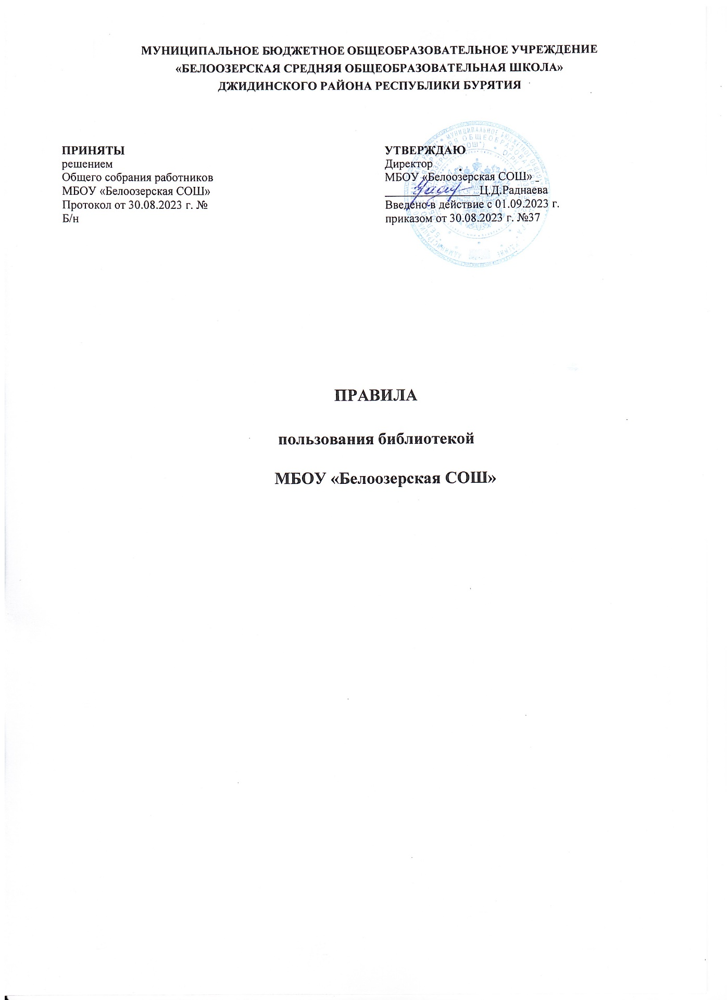 МУНИЦИПАЛЬНОЕ БЮДЖЕТНОЕ ОБЩЕОБРАЗОВАТЕЛЬНОЕ УЧРЕЖДЕНИЕ
«БЕЛООЗЕРСКАЯ СРЕДНЯЯ ОБЩЕОБРАЗОВАТЕЛЬНАЯ ШКОЛА»
ДЖИДИНСКОГО РАЙОНА РЕСПУБЛИКИ БУРЯТИЯ
ПРИНЯТЫ
решением
Общего собрания работников
МБОУ «Белоозерская СОШ»
Протокол от 30.08.2023 г. №
Б/н
УТВЕРЖДАЮ
Директор
МБОУ «Белоозерская СОШ» _
________________Ц.Д.Раднаева
Введено в действие с 01.09.2023 г.
приказом от 30.08.2023 г. №37
ПРАВИЛА
пользования библиотекой
МБОУ «Белоозерская СОШ»